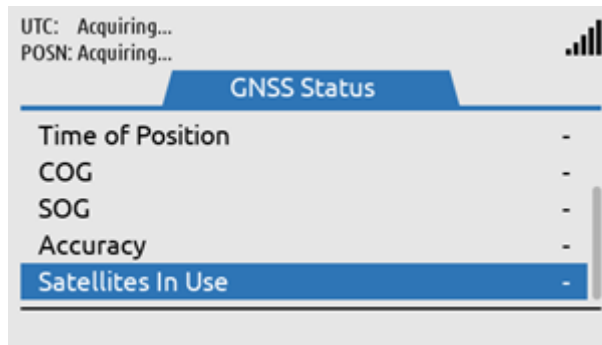 UTC: Acquiring...
POSN: Acquiring...
GNSS Status
Time of Position -
COG -
SOG -
Accuracy -
Satellites In Use -